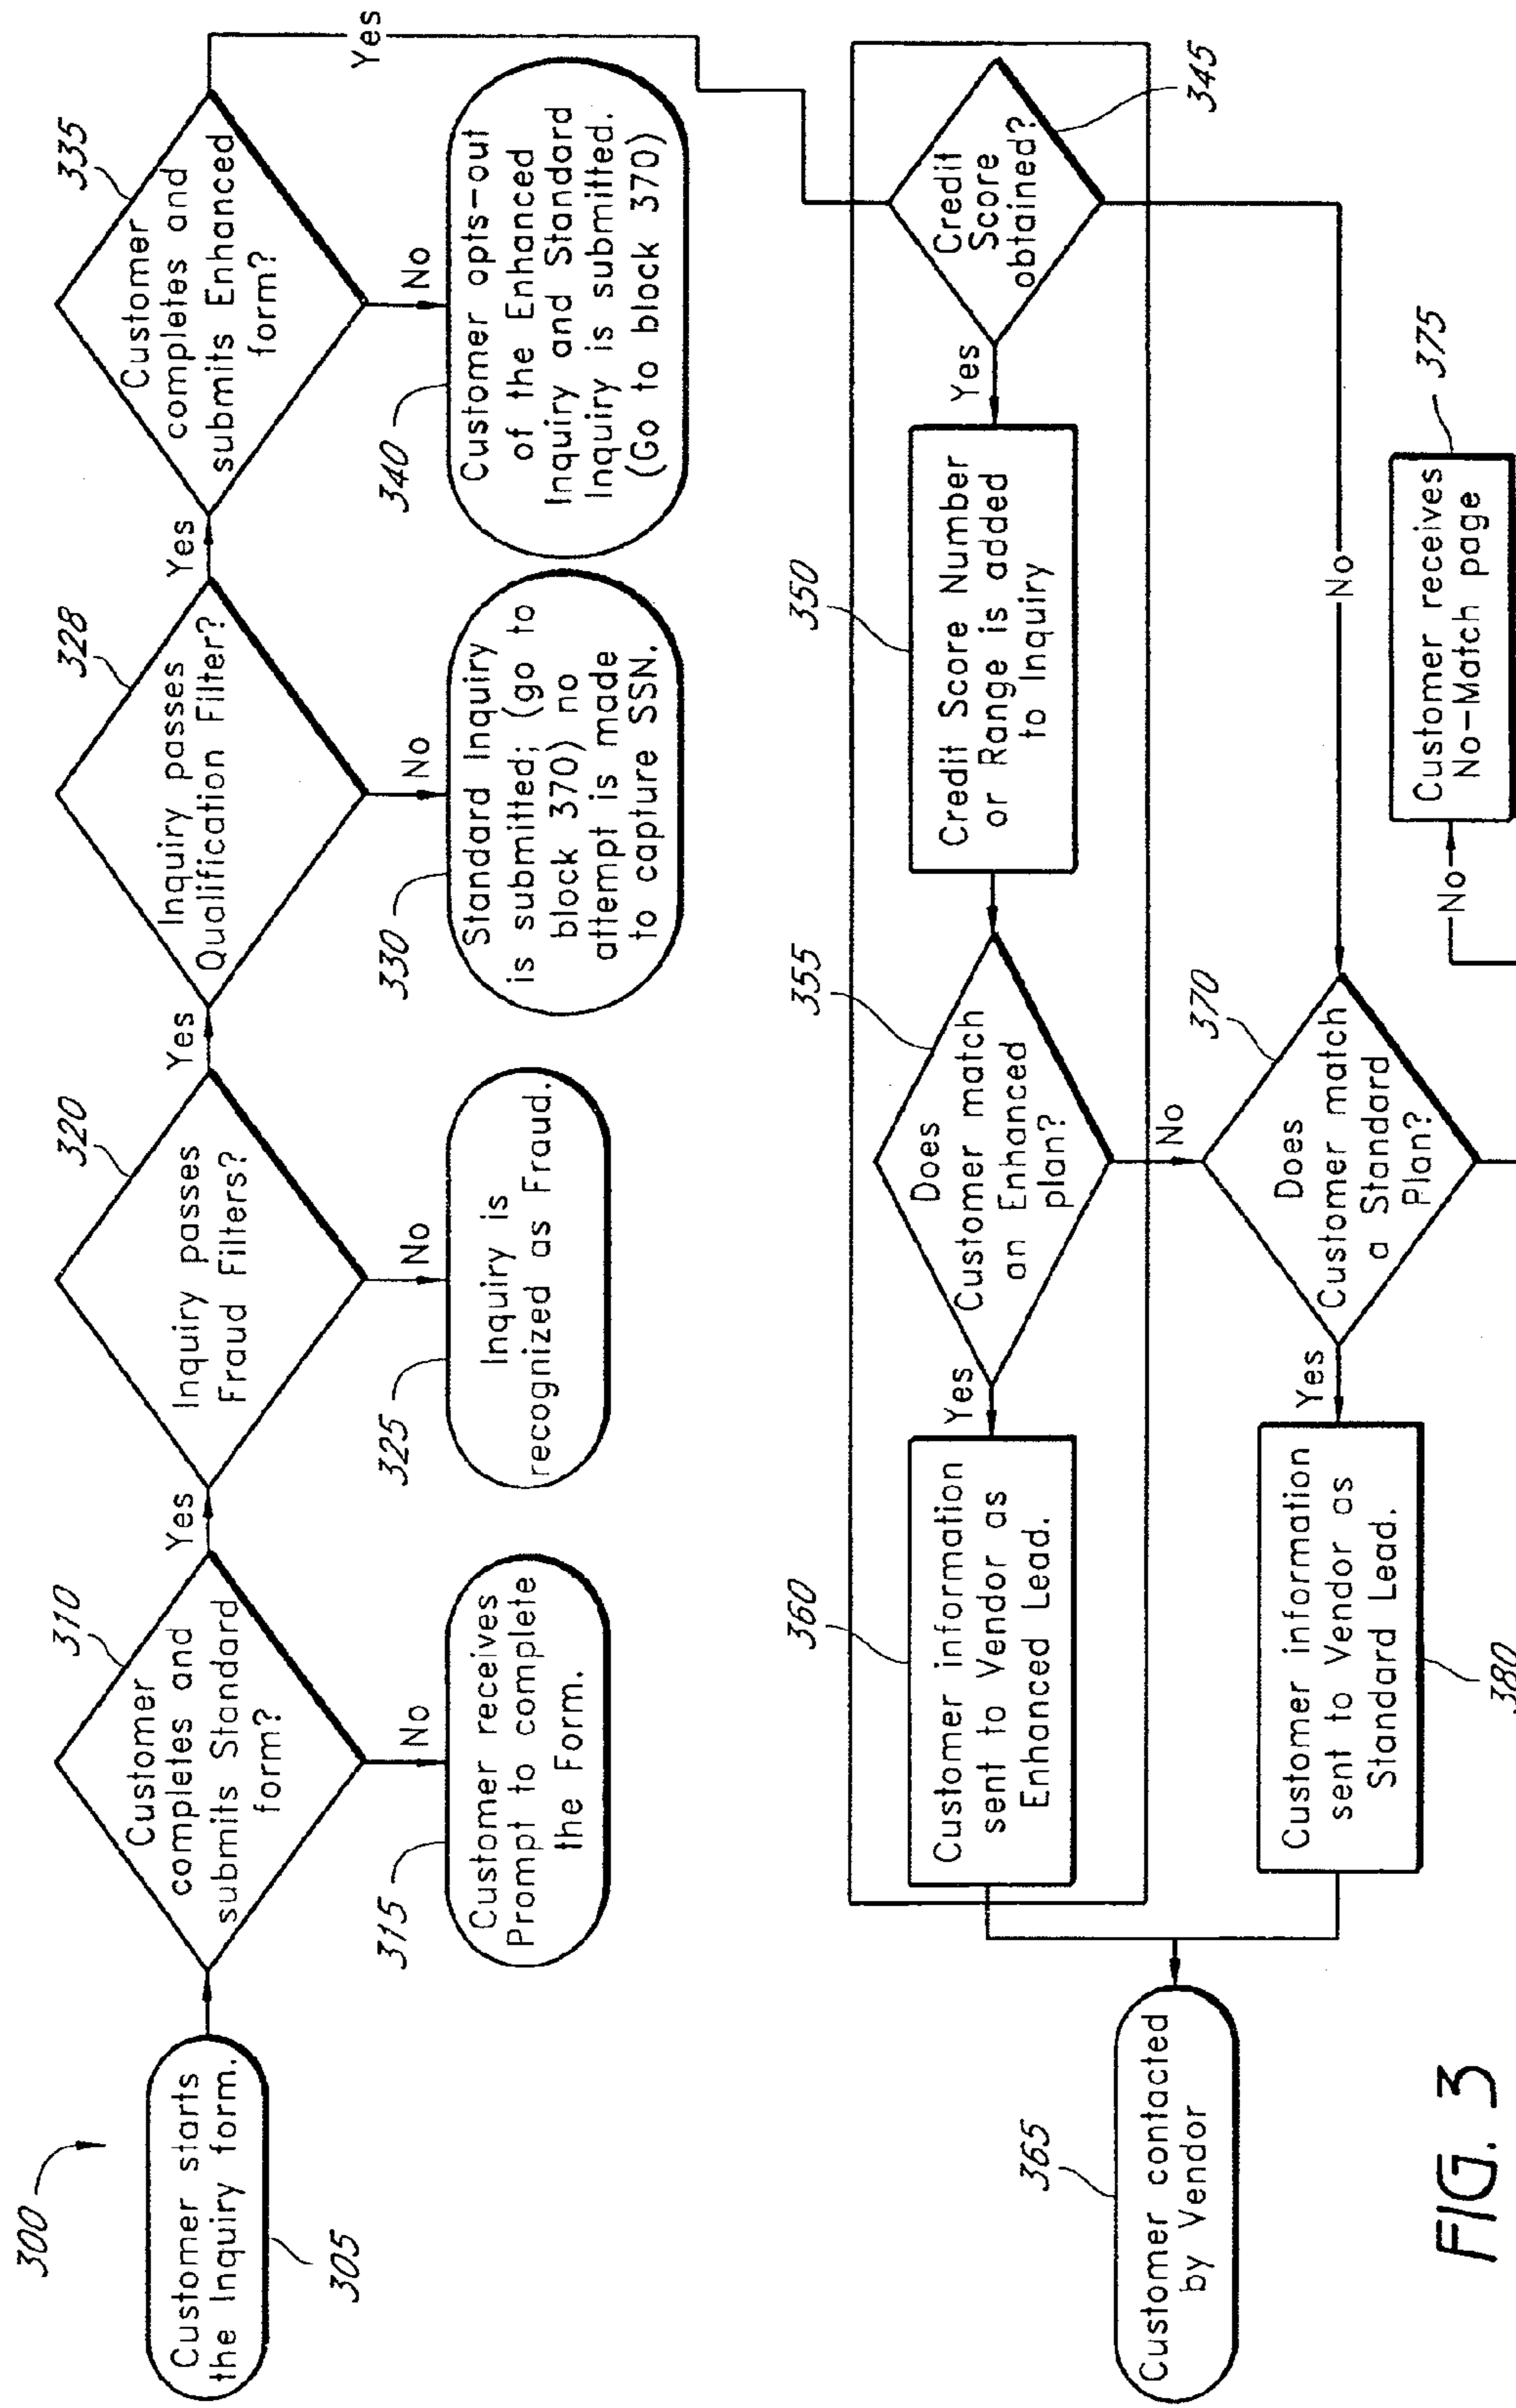 300
Customer starts
the Inquiry form.
305
310
Customer
completes and
submits Standard
form?
Yes
No
315
Customer receives
Prompt to complete
the Form.
320
Inquiry passes
Fraud Filters?
Yes
No
325
Inquiry is
recognized as Fraud.
328
Inquiry passes
Qualification Filter?
Yes
No
330
Standard Inquiry
is submitted; (go to
block 370) no
attempt is made
to capture SSN.
335
Customer
completes and
submits Enhanced
form?
Yes
No
340
Customer opts-out
of the Enhanced
Inquiry and Standard
Inquiry is submitted.
(Go to block 370)
345
Credit
Score
obtained?
Yes
No
350
Credit Score Number
or Range is added
to Inquiry
355
Does
Customer match
an Enhanced
plan?
Yes
No
360
Customer information
sent to Vendor as
Enhanced Lead.
365
Customer contacted
by Vendor
370
Does
Customer match
a Standard
Plan?
Yes
No
375
Customer receives
No-Match page
Customer information
sent to Vendor as
Standard Lead.
380
FIG. 3